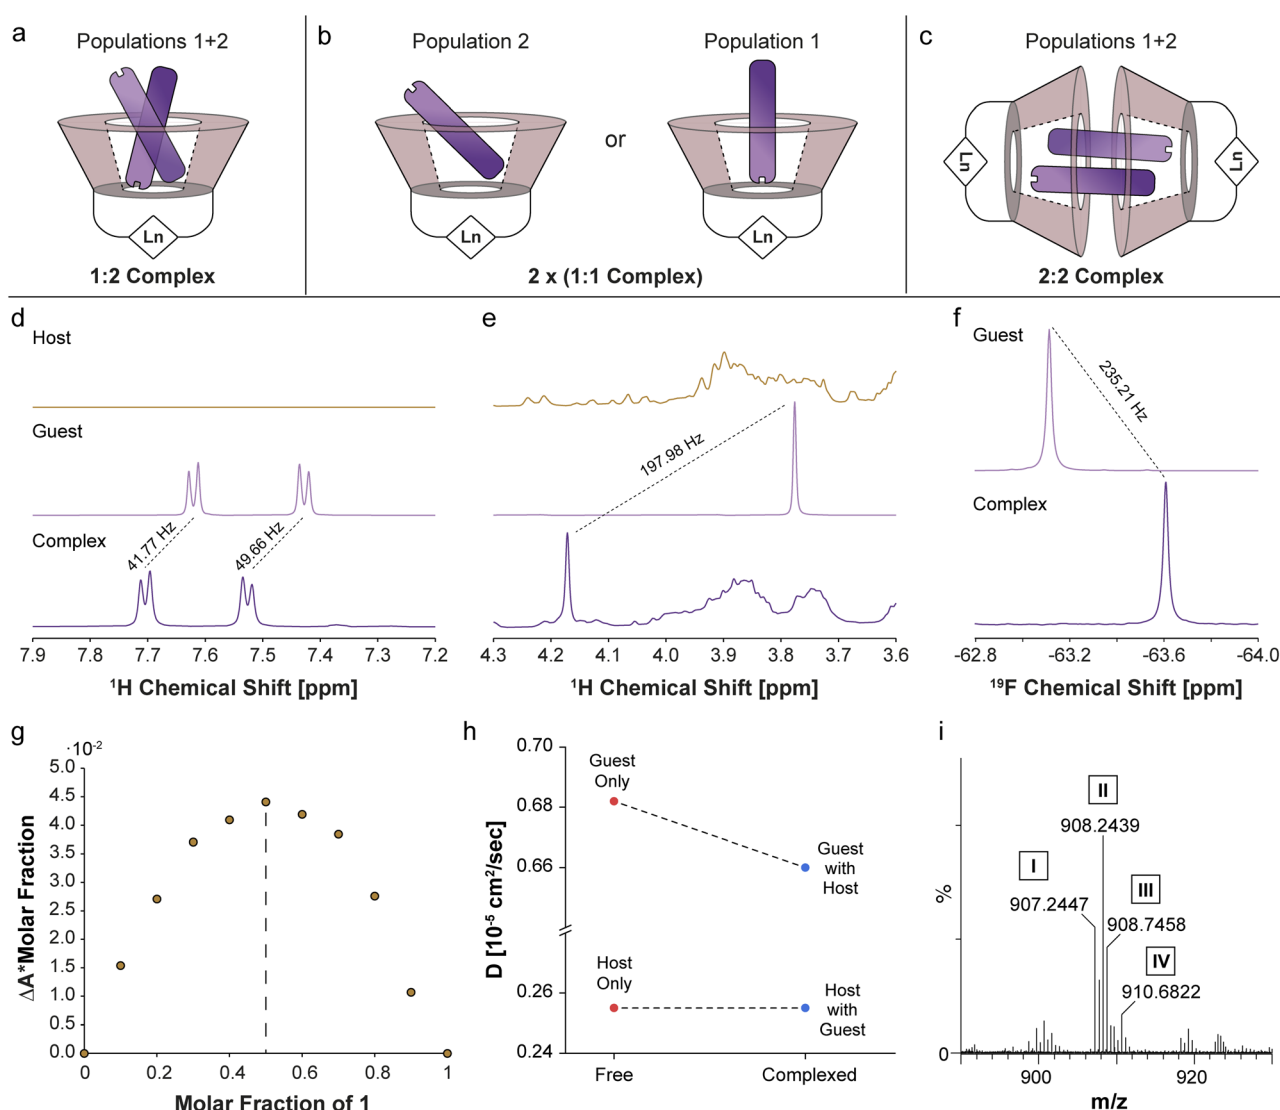 a
Populations 1+2
Ln
1:2 Complex
b
Population 2
Population 1
or
Ln
Ln
2 x (1:1 Complex)
c
Populations 1+2
Ln
Ln
2:2 Complex
d
Host
Guest
41.77 Hz
49.66 Hz
Complex
7.9 7.8 7.7 7.6 7.5 7.4 7.3 7.2
¹H Chemical Shift [ppm]
e
197.98 Hz
4.3 4.2 4.1 4.0 3.9 3.8 3.7 3.6
¹H Chemical Shift [ppm]
f
Guest
235.21 Hz
Complex
-62.8 -63.2 -63.6 -64.0
¹⁹F Chemical Shift [ppm]
g
·10⁻²
5.0
4.5
4.0
3.5
3.0
2.5
2.0
1.5
1.0
0.5
0.0
ΔA*Molar Fraction
0 0.2 0.4 0.6 0.8 1
Molar Fraction of 1
h
0.70
0.68
0.66
0.26
0.24
D [10⁻⁵ cm²/sec]
Guest
Only
Guest
with
Host
Host
Only
Host
with
Guest
Free Complexed
i
II
908.2439
I
907.2447
III
908.7458
IV
910.6822
%
0
900 920
m/z